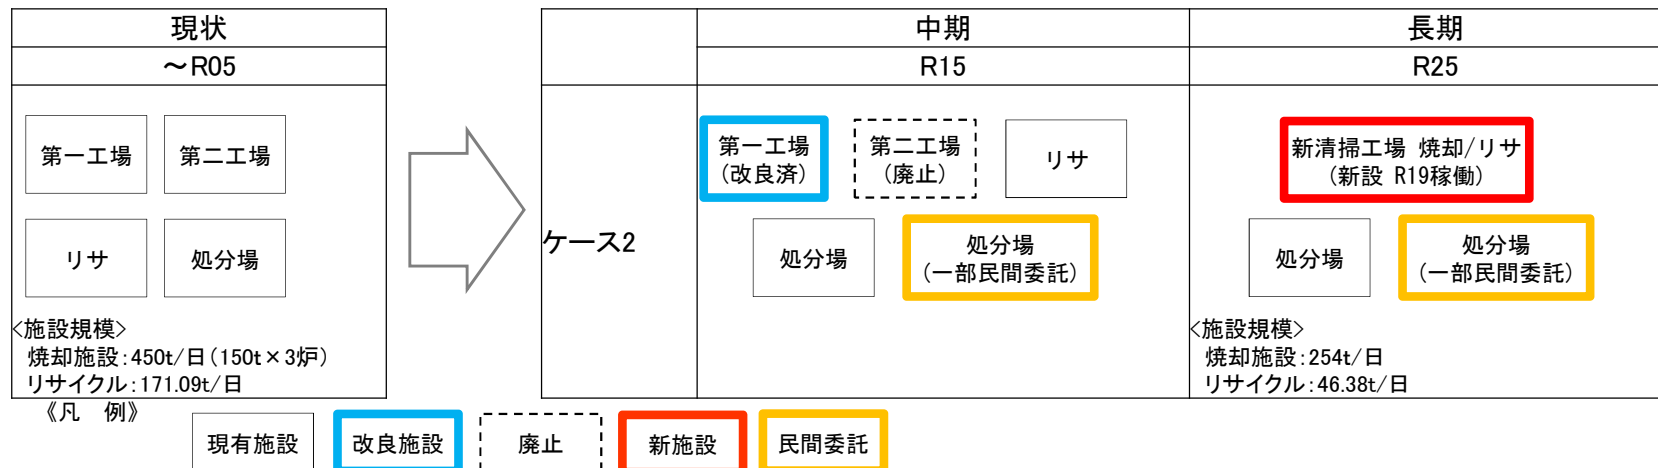 現状
～R05
第一工場
第二工場
リサ
処分場
<施設規模>
焼却施設：450t/日（150t×3炉）
リサイクル：171.09t/日
中期
長期
R15
R25
ケース2
第一工場
（改良済）
第二工場
（廃止）
リサ
処分場
処分場
（一部民間委託）
新清掃工場 焼却/リサ
（新設 R19稼働）
処分場
処分場
（一部民間委託）
<施設規模>
焼却施設：254t/日
リサイクル：46.38t/日
《凡　例》
現有施設
改良施設
廃止
新施設
民間委託